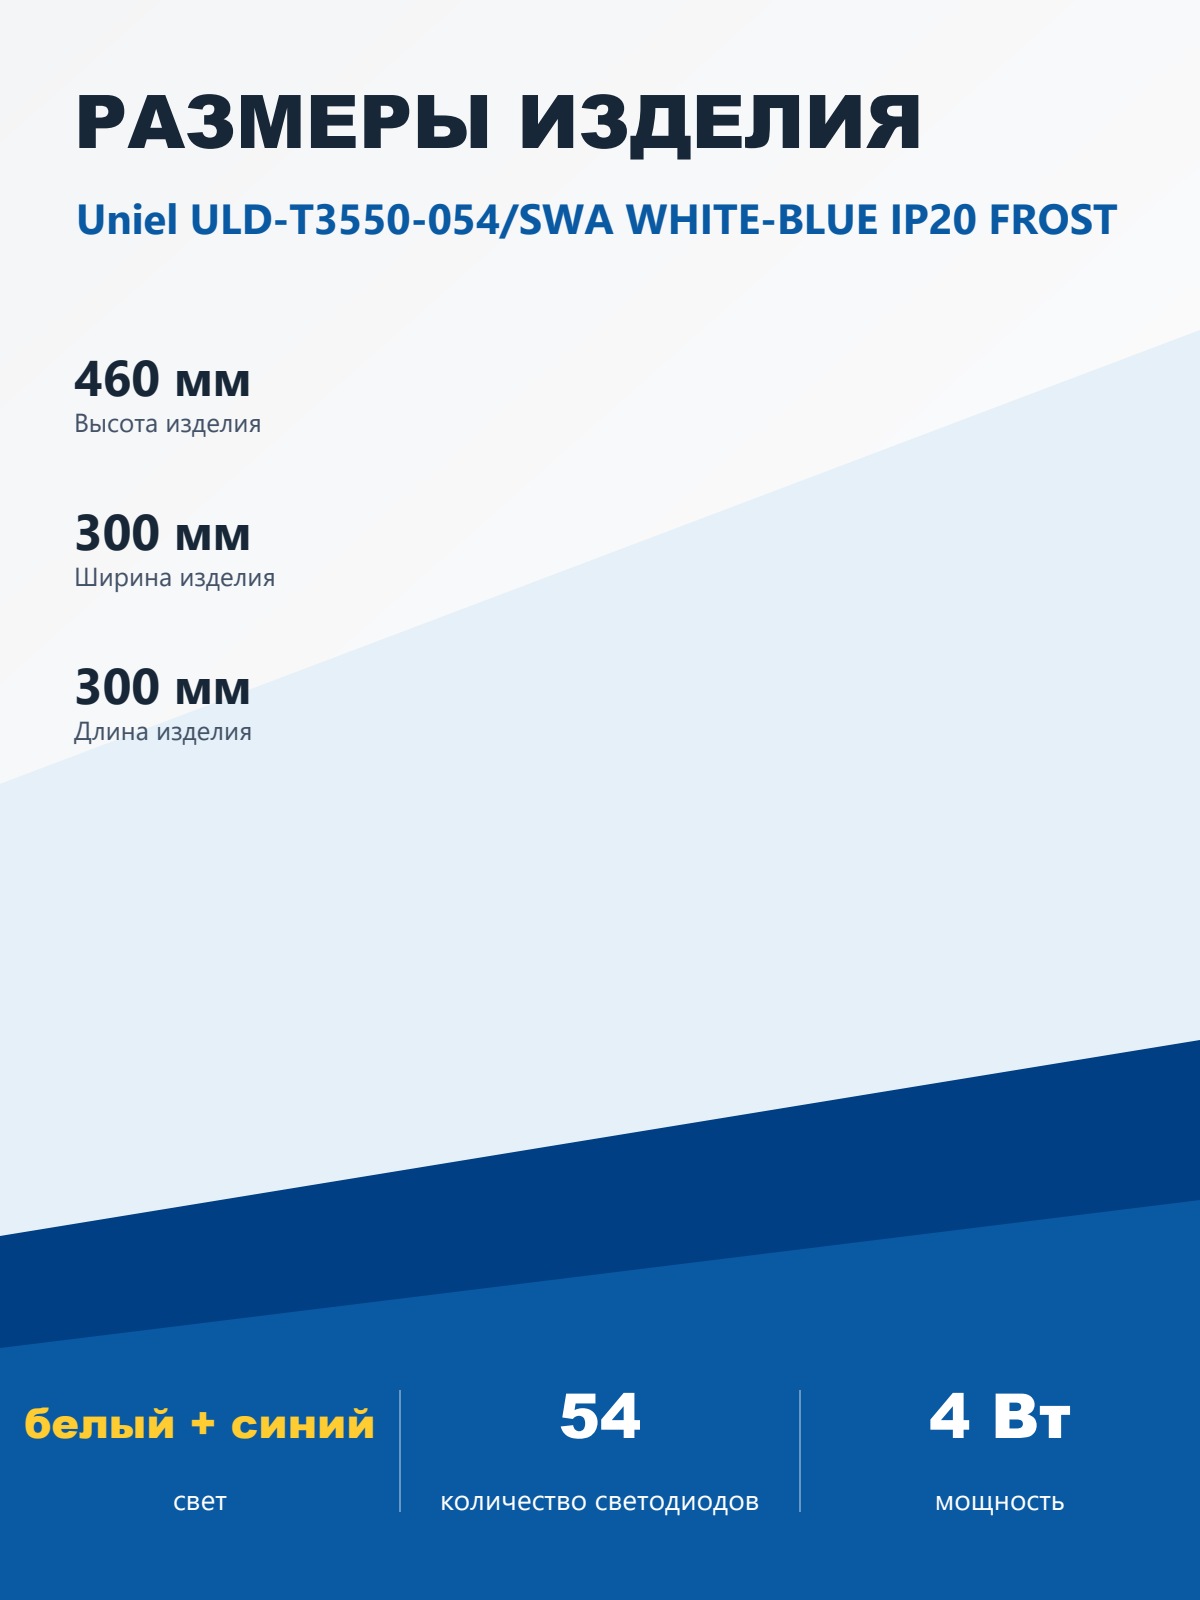 РАЗМЕРЫ ИЗДЕЛИЯ
Uniel ULD-T3550-054/SWA WHITE-BLUE IP20 FROST
460 мм
Высота изделия
300 мм
Ширина изделия
300 мм
Длина изделия
белый + синий
свет
54
количество светодиодов
4 Вт
мощность